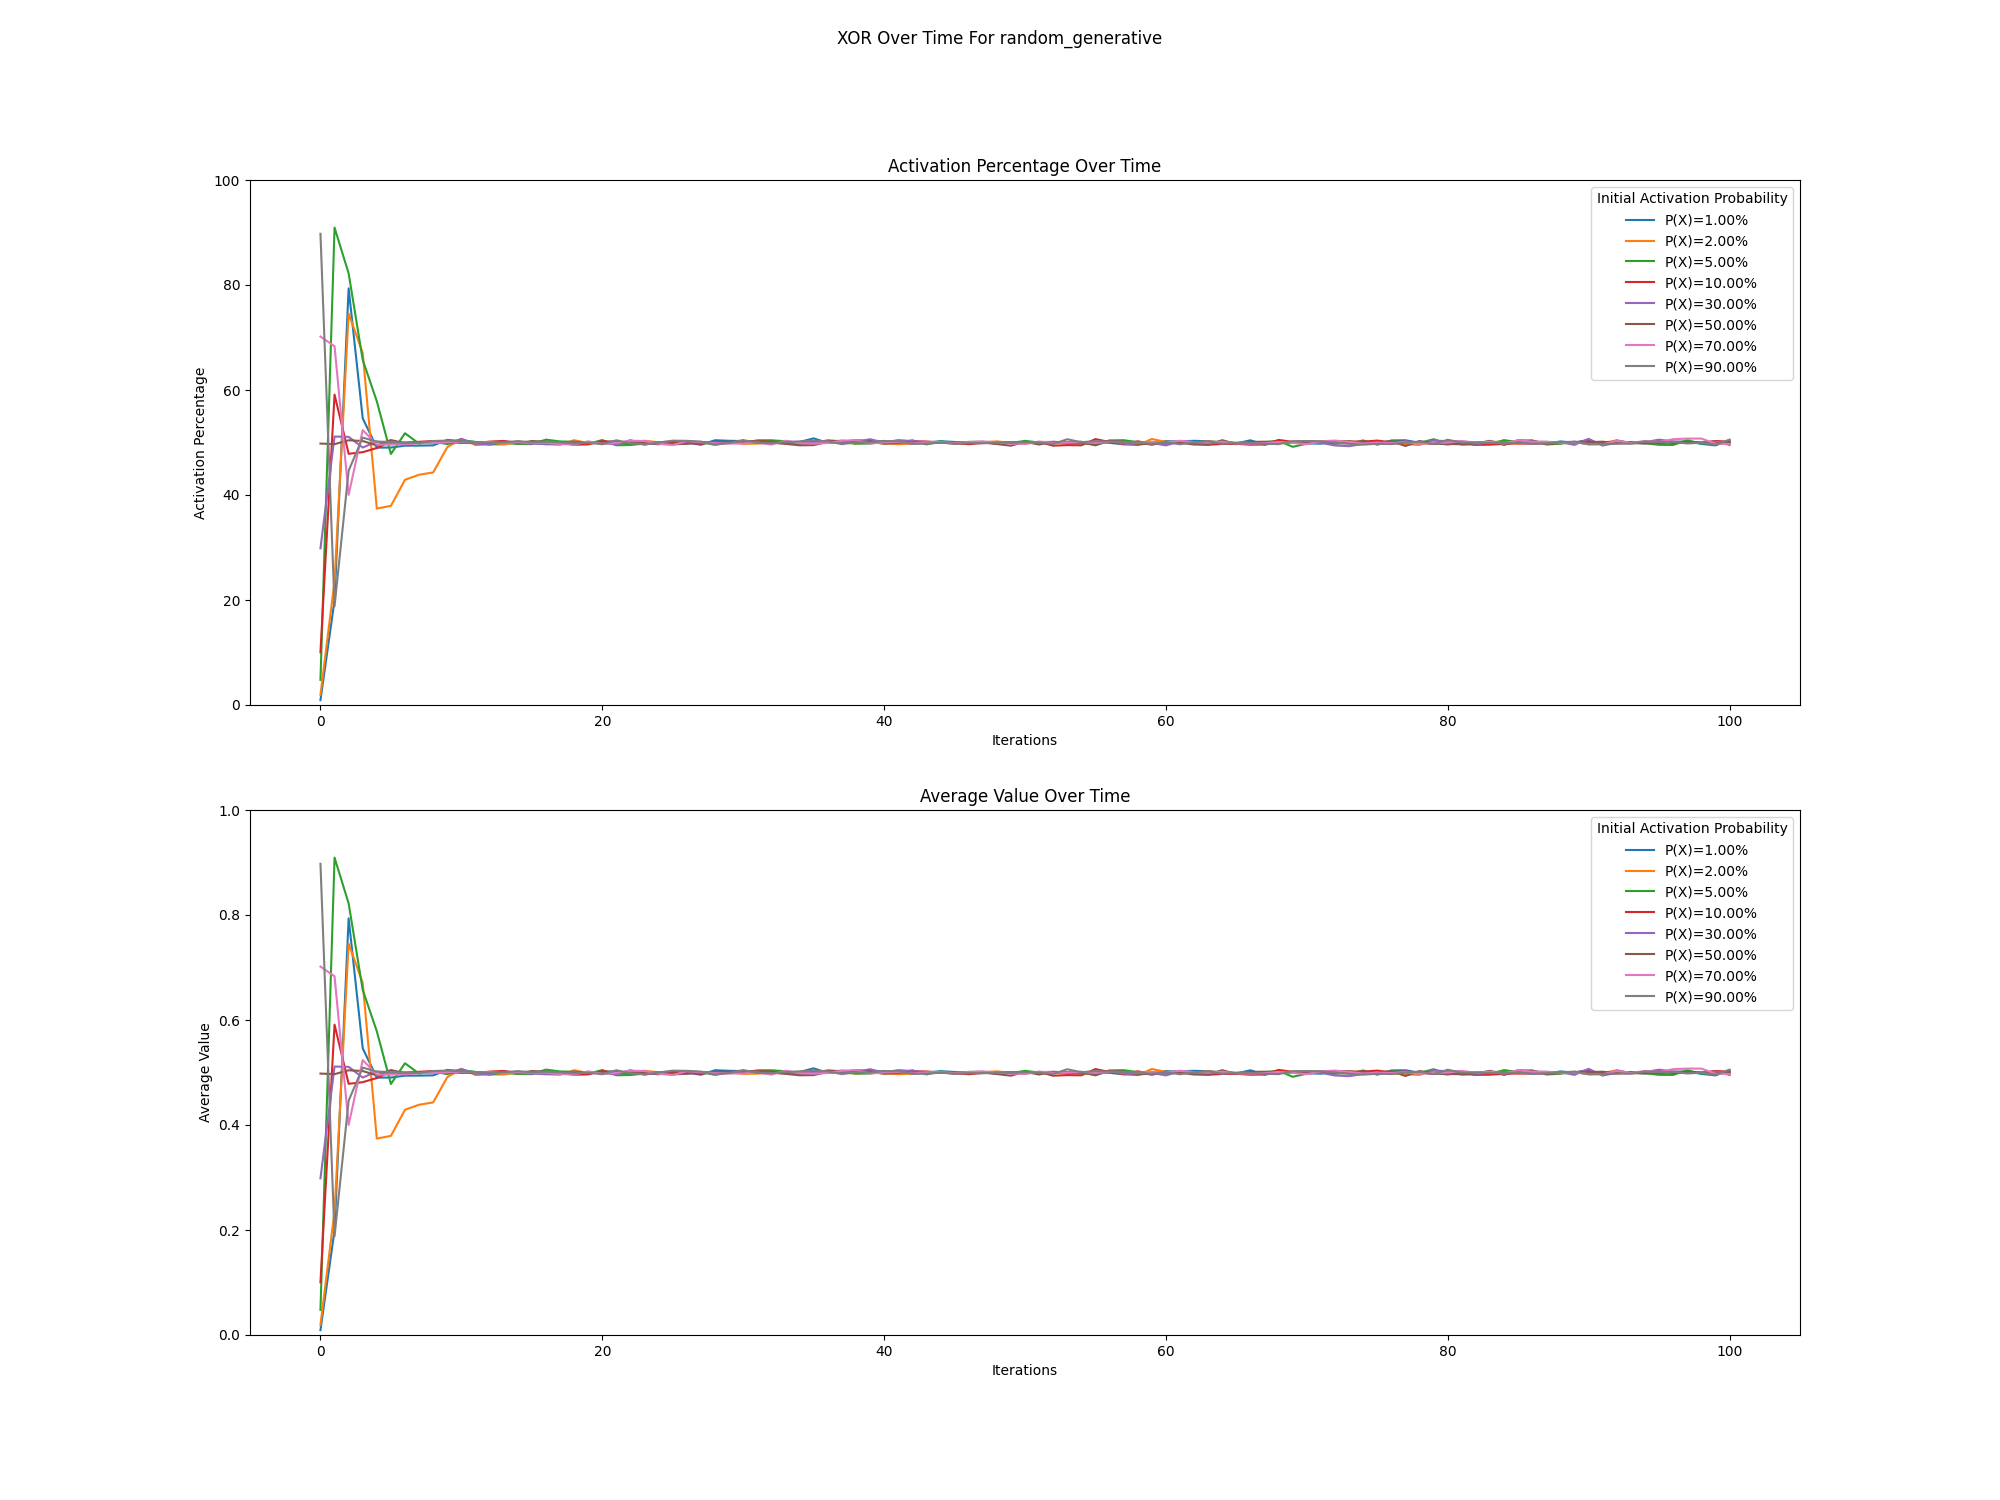 XOR Over Time For random_generative
Activation Percentage Over Time
Activation Percentage
100
80
60
40
20
0
0 20 40 60 80 100
Iterations
Initial Activation Probability
P(X)=1.00%
P(X)=2.00%
P(X)=5.00%
P(X)=10.00%
P(X)=30.00%
P(X)=50.00%
P(X)=70.00%
P(X)=90.00%
Average Value Over Time
Average Value
1.0
0.8
0.6
0.4
0.2
0.0
0 20 40 60 80 100
Iterations
Initial Activation Probability
P(X)=1.00%
P(X)=2.00%
P(X)=5.00%
P(X)=10.00%
P(X)=30.00%
P(X)=50.00%
P(X)=70.00%
P(X)=90.00%